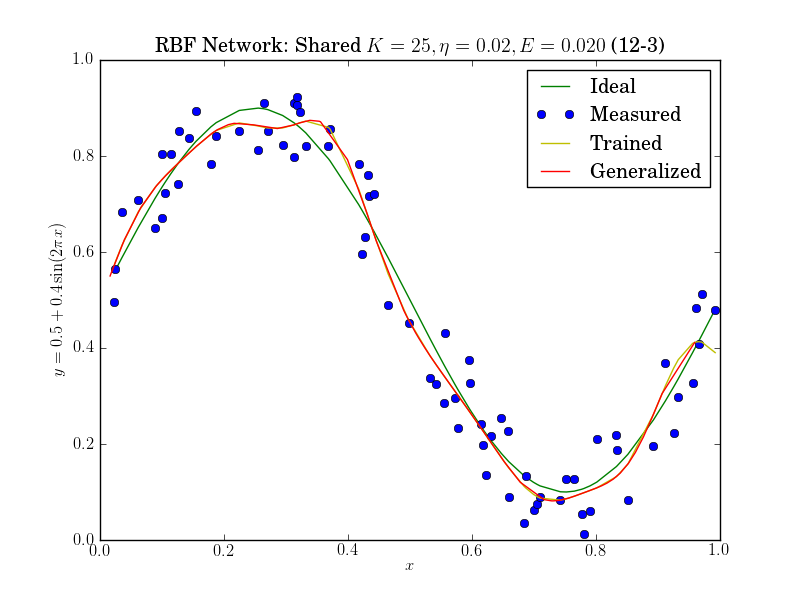 RBF Network: Shared K = 25, η = 0.02, E = 0.020 (12-3)
Ideal
Measured
Trained
Generalized
y = 0.5 + 0.4 sin(2πx)
1.0
0.8
0.6
0.4
0.2
0.0
0.0 0.2 0.4 0.6 0.8 1.0
x